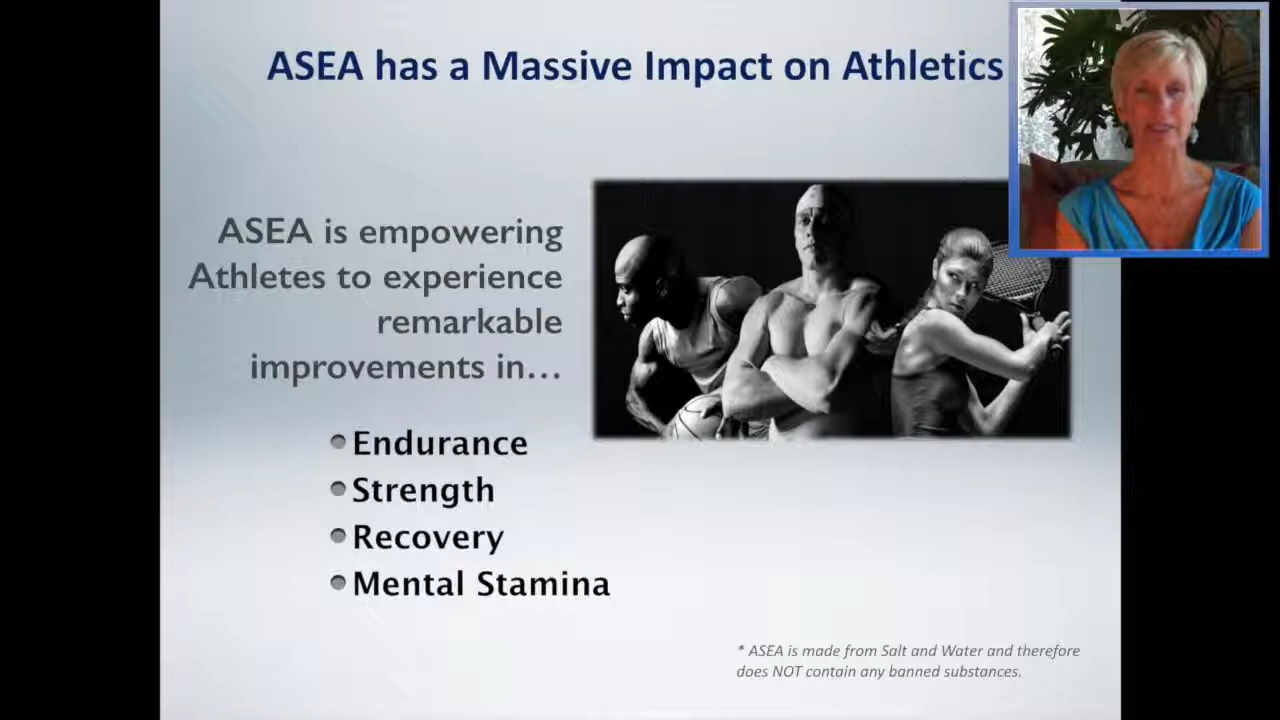 ASEA has a Massive Impact on Athletics
ASEA is empowering
Athletes to experience
remarkable
improvements in…
Endurance
Strength
Recovery
Mental Stamina
* ASEA is made from Salt and Water and therefore
does NOT contain any banned substances.